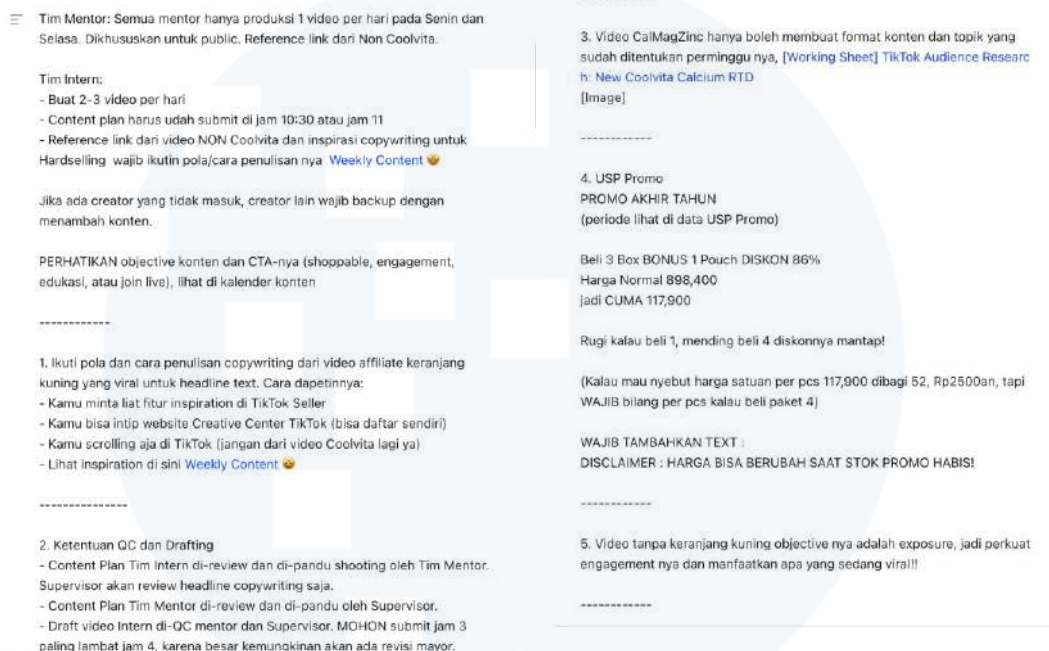 Tim Mentor: Semua mentor hanya produksi 1 video per hari pada Senin dan
Selasa. Dikhususkan untuk public. Reference link dari Non Coolvita.
Tim Intern:
- Buat 2-3 video per hari
- Content plan harus udah submit di jam 10:30 atau jam 11
- Reference link dari video NON Coolvita dan inspirasi copywriting untuk
Hardselling wajib ikutin pola/cara penulisan nya Weekly Content 🤩
Jika ada creator yang tidak masuk, creator lain wajib backup dengan
menambah konten.
PERHATIKAN objective konten dan CTA-nya (shoppable, engagement,
edukasi, atau join live), lihat di kalender konten
------------
1. Ikuti pola dan cara penulisan copywriting dari video affiliate keranjang
kuning yang viral untuk headline text. Cara dapetinnya:
- Kamu minta liat fitur inspiration di TikTok Seller
- Kamu bisa intip website Creative Center TikTok (bisa daftar sendiri)
- Kamu scrolling aja di TikTok (jangan dari video Coolvita lagi ya)
- Lihat inspiration di sini Weekly Content 🤩
---------------
2. Ketentuan QC dan Drafting
- Content Plan Tim Intern di-review dan di-pandu shooting oleh Tim Mentor.
Supervisor akan review headline copywriting saja.
- Content Plan Tim Mentor di-review dan di-pandu oleh Supervisor.
- Draft video Intern di-QC mentor dan Supervisor. MOHON submit jam 3
paling lambat jam 4, karena besar kemungkinan akan ada revisi mayor.
3. Video CalMagZinc hanya boleh membuat format konten dan topik yang
sudah ditentukan perminggu nya, [Working Sheet] TikTok Audience Researc
h: New Coolvita Calcium RTD
[Image]
------------
4. USP Promo
PROMO AKHIR TAHUN
(periode lihat di data USP Promo)
Beli 3 Box BONUS 1 Pouch DISKON 86%
Harga Normal 898,400
jadi CUMA 117,900
Rugi kalau beli 1, mending beli 4 diskonnya mantap!
(Kalau mau nyebut harga satuan per pcs 117,900 dibagi 52, Rp2500an, tapi
WAJIB bilang per pcs kalau beli paket 4)
WAJIB TAMBAHKAN TEXT :
DISCLAIMER : HARGA BISA BERUBAH SAAT STOK PROMO HABIS!
------------
5. Video tanpa keranjang kuning objective nya adalah exposure, jadi perkuat
engagement nya dan manfaatkan apa yang sedang viral!!
------------